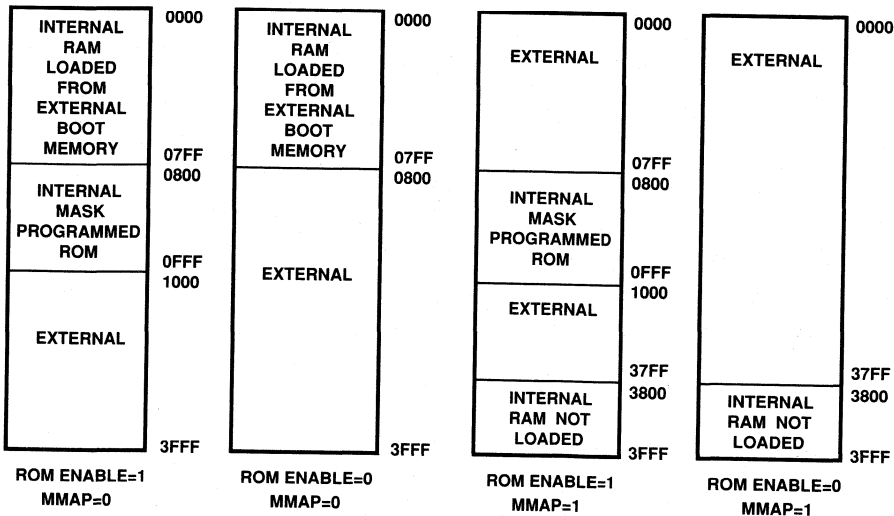 INTERNAL
RAM
LOADED
FROM
EXTERNAL
BOOT
MEMORY
0000
07FF
0800
INTERNAL
MASK
PROGRAMMED
ROM
0FFF
1000
EXTERNAL
3FFF
ROM ENABLE=1
MMAP=0
INTERNAL
RAM
LOADED
FROM
EXTERNAL
BOOT
MEMORY
0000
07FF
0800
EXTERNAL
3FFF
ROM ENABLE=0
MMAP=0
0000
EXTERNAL
07FF
0800
INTERNAL
MASK
PROGRAMMED
ROM
0FFF
1000
EXTERNAL
37FF
3800
INTERNAL
RAM NOT
LOADED
3FFF
ROM ENABLE=1
MMAP=1
0000
EXTERNAL
37FF
3800
INTERNAL
RAM NOT
LOADED
3FFF
ROM ENABLE=0
MMAP=1